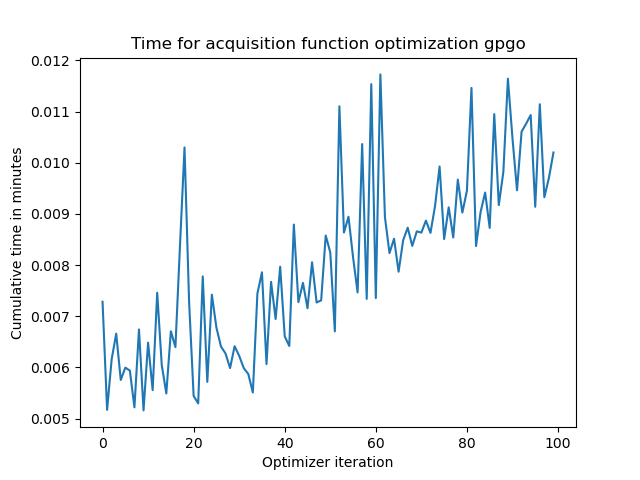 Time for acquisition function optimization gpgo
0.012
0.011
0.010
0.009
0.008
0.007
0.006
0.005
Cumulative time in minutes
0 20 40 60 80 100
Optimizer iteration